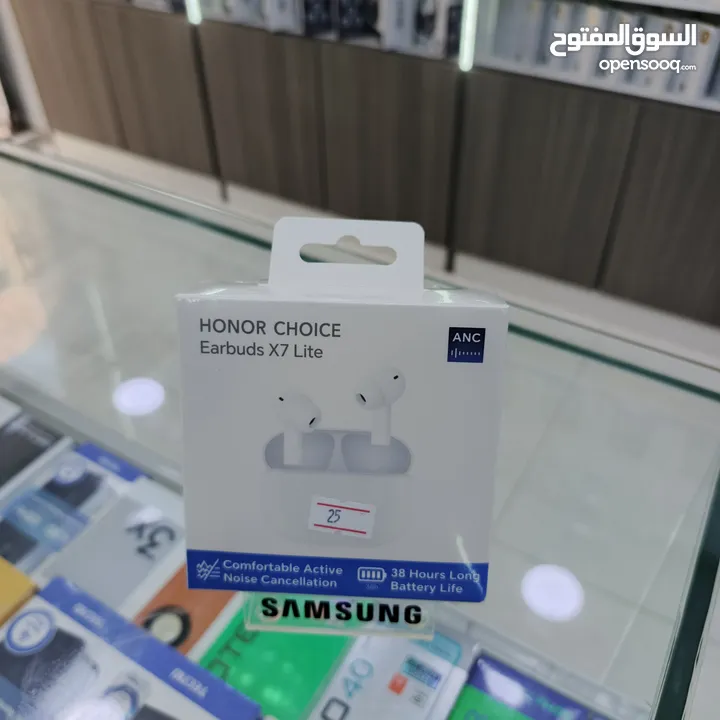 السوق المفتوح
opensooq.com
HONOR CHOICE
Earbuds X7 Lite
ANC
25
Comfortable Active
Noise Cancellation
38 Hours Long
Battery Life
SAMSUNG